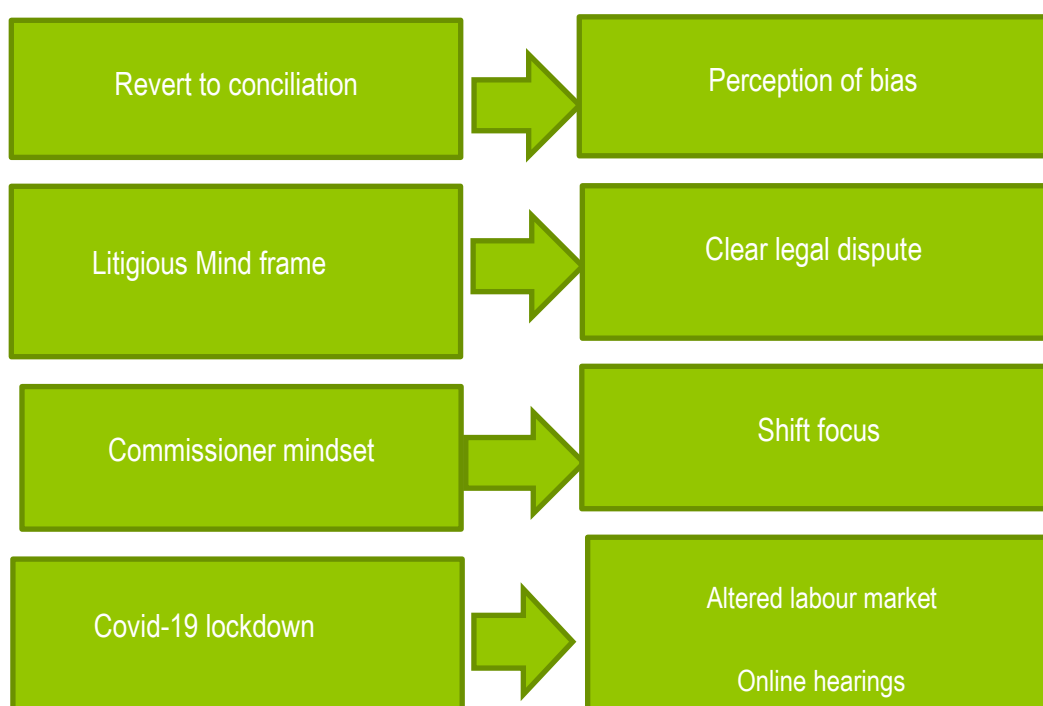 Revert to conciliation
Perception of bias
Litigious Mind frame
Clear legal dispute
Commissioner mindset
Shift focus
Covid-19 lockdown
Altered labour market
Online hearings